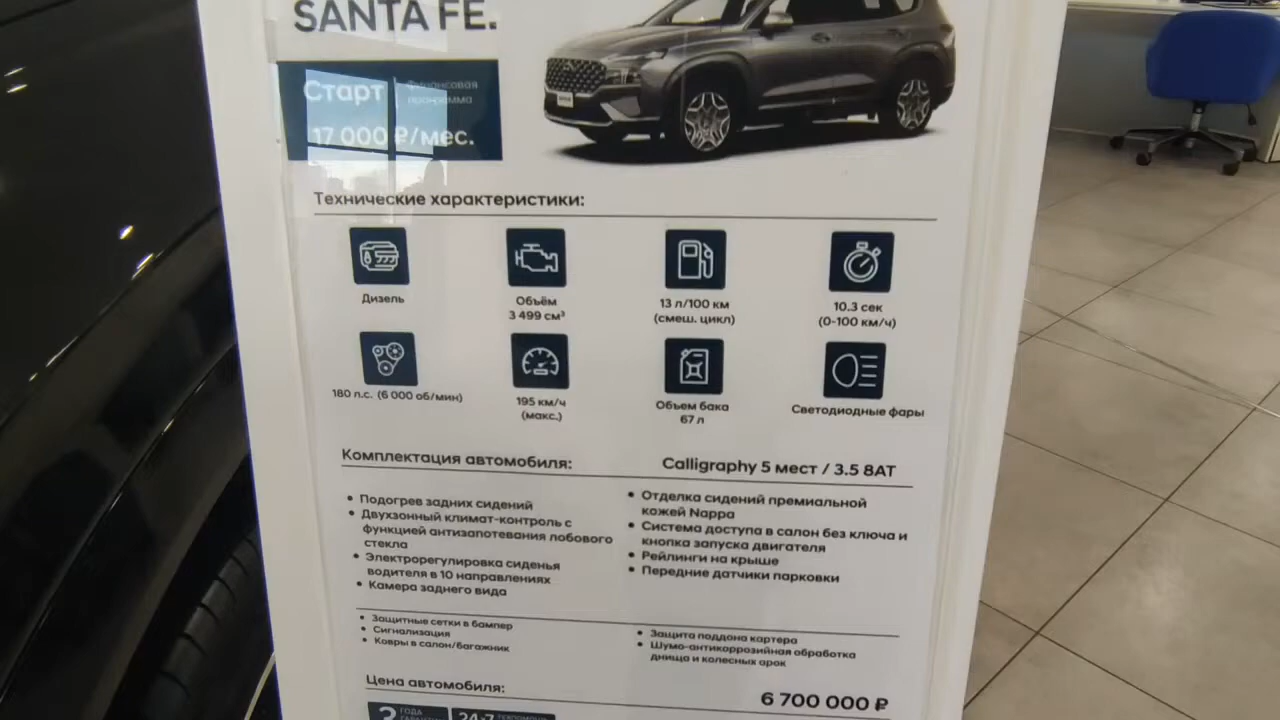 SANTA FE.
Старт
Финансовая
программа
17 000 ₽/мес.
Технические характеристики:
Дизель
Объём
3 499 см³
13 л/100 км
(смеш. цикл)
10.3 сек
(0-100 км/ч)
180 л.с. (6 000 об/мин)
195 км/ч
(макс.)
Объем бака
67 л
Светодиодные фары
Комплектация автомобиля:
Calligraphy 5 мест / 3.5 8AT
• Подогрев задних сидений
• Двухзонный климат-контроль с
функцией антизапотевания лобового
стекла
• Электрорегулировка сиденья
водителя в 10 направлениях
• Камера заднего вида
• Отделка сидений премиальной
кожей Nappa
• Система доступа в салон без ключа и
кнопка запуска двигателя
• Рейлинги на крыше
• Передние датчики парковки
• Защитные сетки в бампер
• Сигнализация
• Ковры в салон/багажник
• Защита поддона картера
• Шумо-антикоррозийная обработка
днища и колесных арок
Цена автомобиля:
6 700 000 ₽
3 ГОДА
24-7